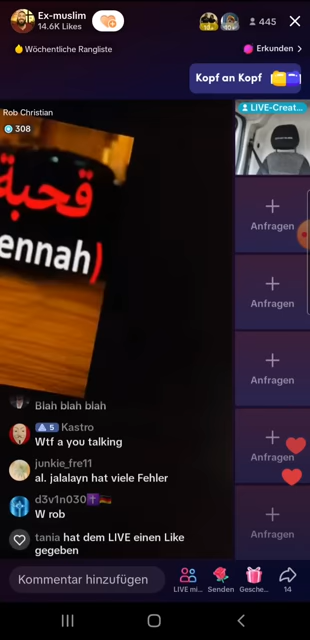 Ex-muslim
14.6K Likes
445
Wöchentliche Rangliste
Erkunden
Kopf an Kopf
Rob Christian
308
LIVE-Creat...
قحبة
ennah)
Anfragen
Anfragen
Anfragen
Anfragen
Anfragen
Blah blah blah
5 Kastro
Wtf a you talking
junkie_fre11
al. jalalayn hat viele Fehler
d3v1n030
W rob
tania hat dem LIVE einen Like
gegeben
Kommentar hinzufügen
LIVE mi...
Senden
Gesche...
14